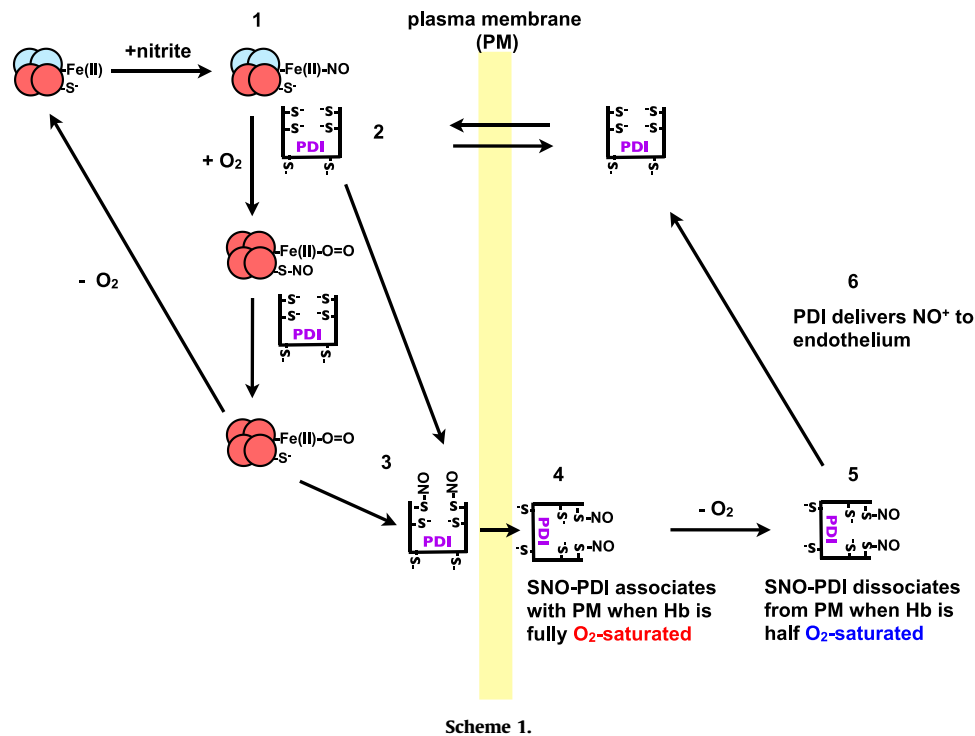 1
plasma membrane
(PM)
+nitrite
Fe(II)
S-
Fe(II)-NO
S-
2
S- -S
S- -S
PDI
-S S-
S- -S
S- -S
PDI
-S S-
+ O2
Fe(II)-O=O
S-NO
- O2
S- -S
S- -S
PDI
-S S-
6
PDI delivers NO+ to
endothelium
Fe(II)-O=O
S-
3
NO NO
S S
S- -S
PDI
-S S-
4
-S S- S-NO
PDI
-S S- S-NO
- O2
5
-S S- S-NO
PDI
-S S- S-NO
SNO-PDI associates
with PM when Hb is
fully O2-saturated
SNO-PDI dissociates
from PM when Hb is
half O2-saturated
Scheme 1.